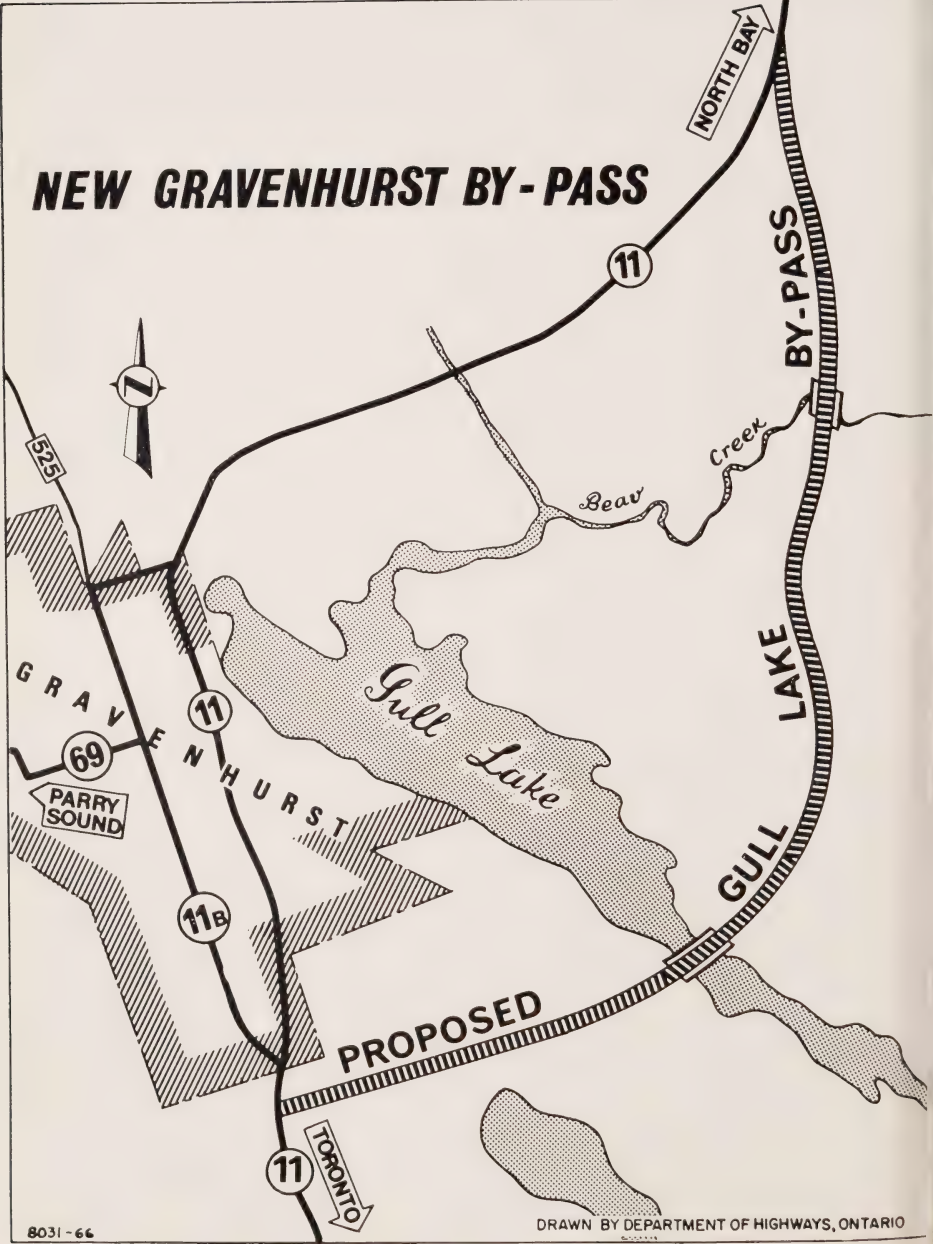 NORTH BAY
NEW GRAVENHURST BY-PASS
11
BY-PASS
N
525
Creek
Beav
LAKE
GRAVENHURST
11
Gull Lake
69
PARRY
SOUND
GULL
11B
PROPOSED
TORONTO
11
8031-66
DRAWN BY DEPARTMENT OF HIGHWAYS, ONTARIO